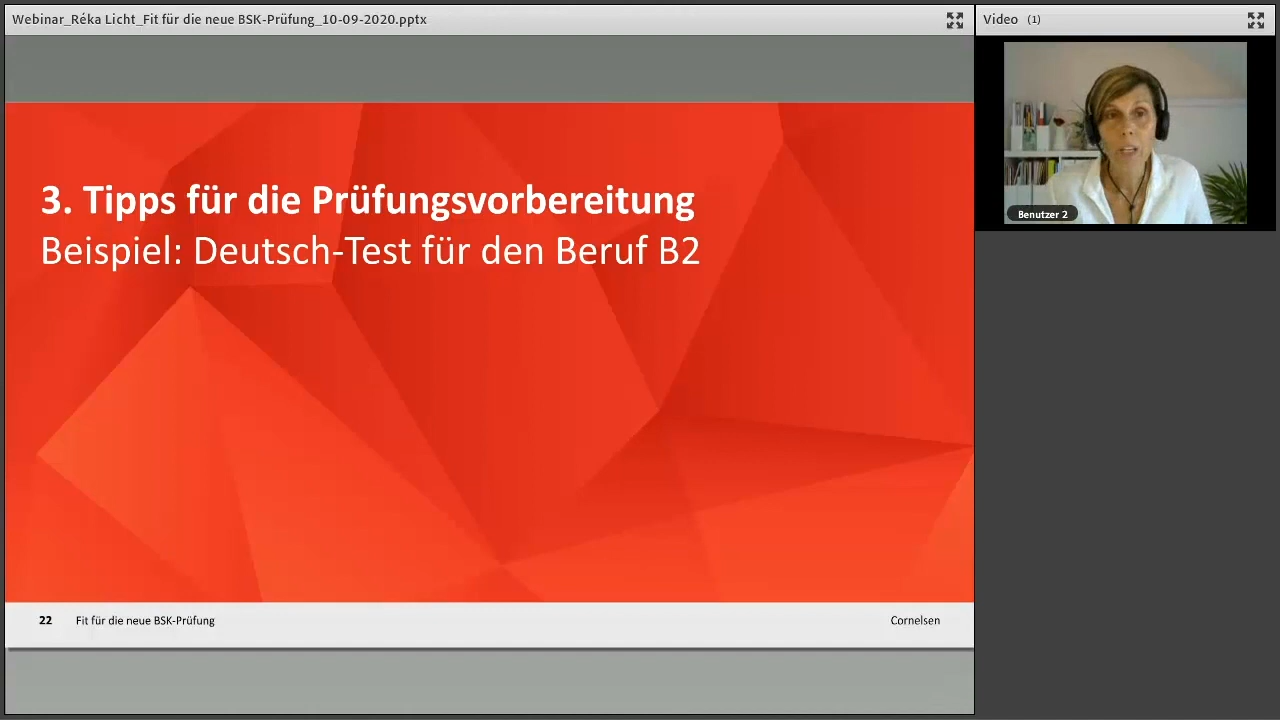 Webinar_Réka Licht_Fit für die neue BSK-Prüfung_10-09-2020.pptx
Video (1)
Benutzer 2
3. Tipps für die Prüfungsvorbereitung
Beispiel: Deutsch-Test für den Beruf B2
22 Fit für die neue BSK-Prüfung Cornelsen